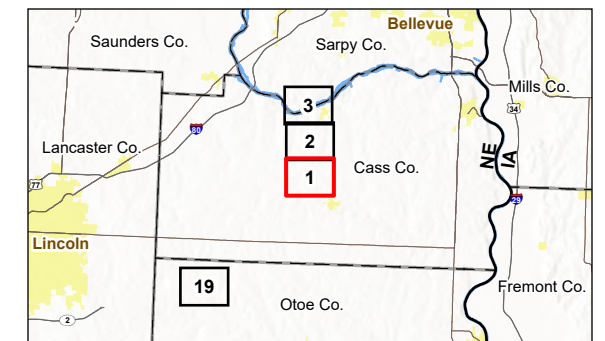 Bellevue
Saunders Co.
Sarpy Co.
Mills Co.
3
34
80
2
Lancaster Co.
NE
IA
Cass Co.
1
77
29
Lincoln
19
Fremont Co.
Otoe Co.
2